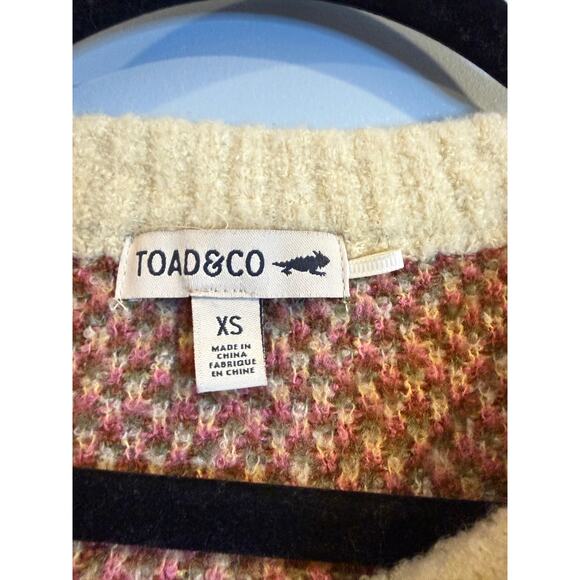 TOAD&CO
XS
MADE IN
CHINA
FABRIQUE
EN CHINE